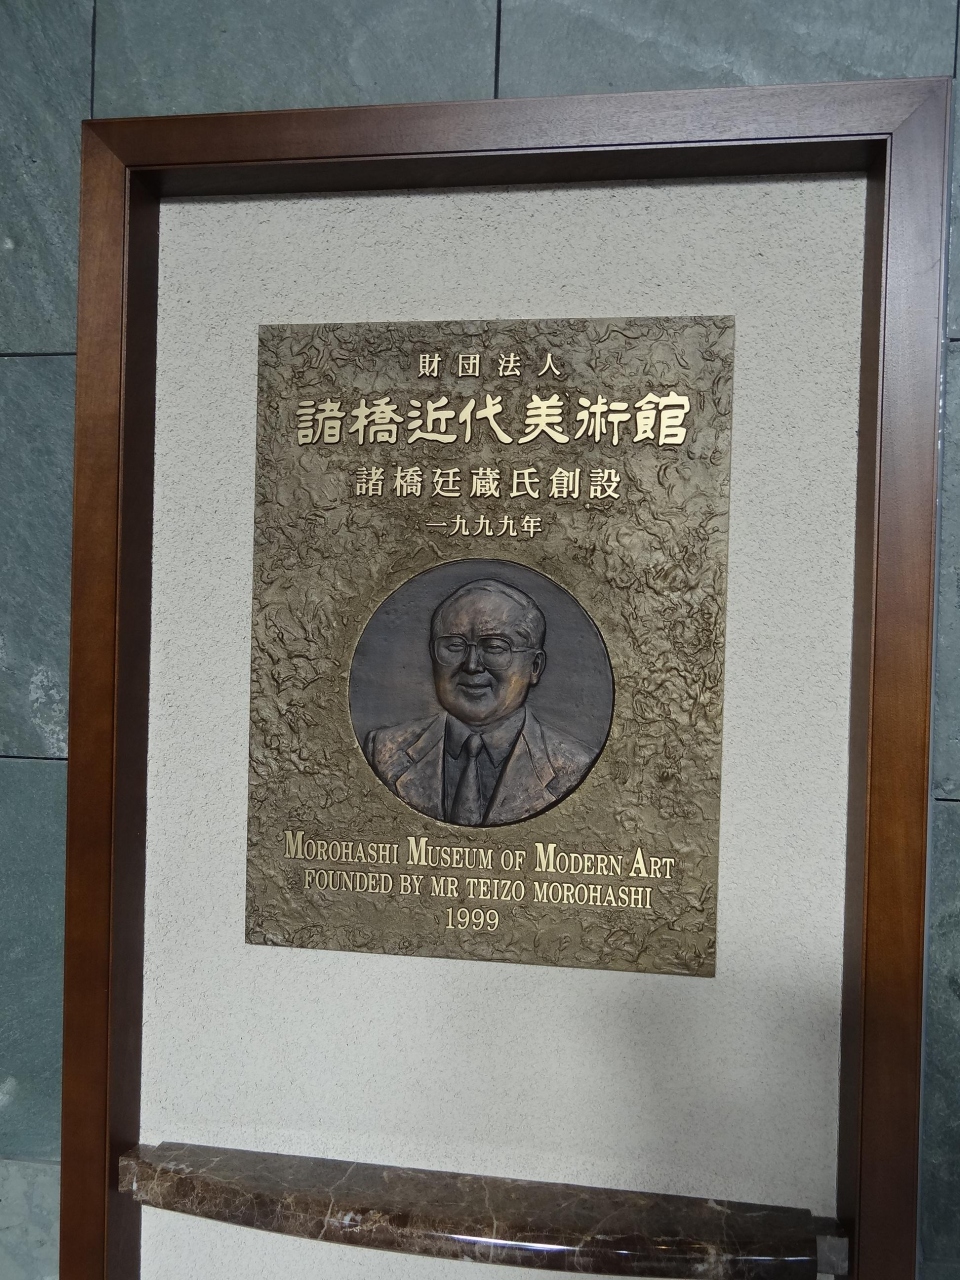 財団法人
諸橋近代美術館
諸橋廷蔵氏創設
一九九九年
MOROHASHI MUSEUM OF MODERN ART
FOUNDED BY MR TEIZO MOROHASHI
1999